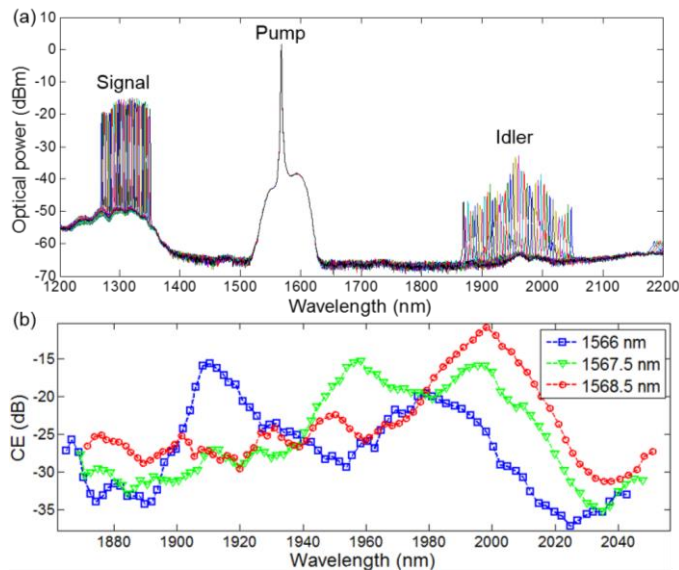 (a)
10
0
-10
-20
-30
-40
-50
-60
-70
Optical power (dBm)
Signal
Pump
Idler
1200 1300 1400 1500 1600 1700 1800 1900 2000 2100 2200
Wavelength (nm)
(b)
-15
-20
-25
-30
-35
CE (dB)
1566 nm
1567.5 nm
1568.5 nm
1880 1900 1920 1940 1960 1980 2000 2020 2040
Wavelength (nm)